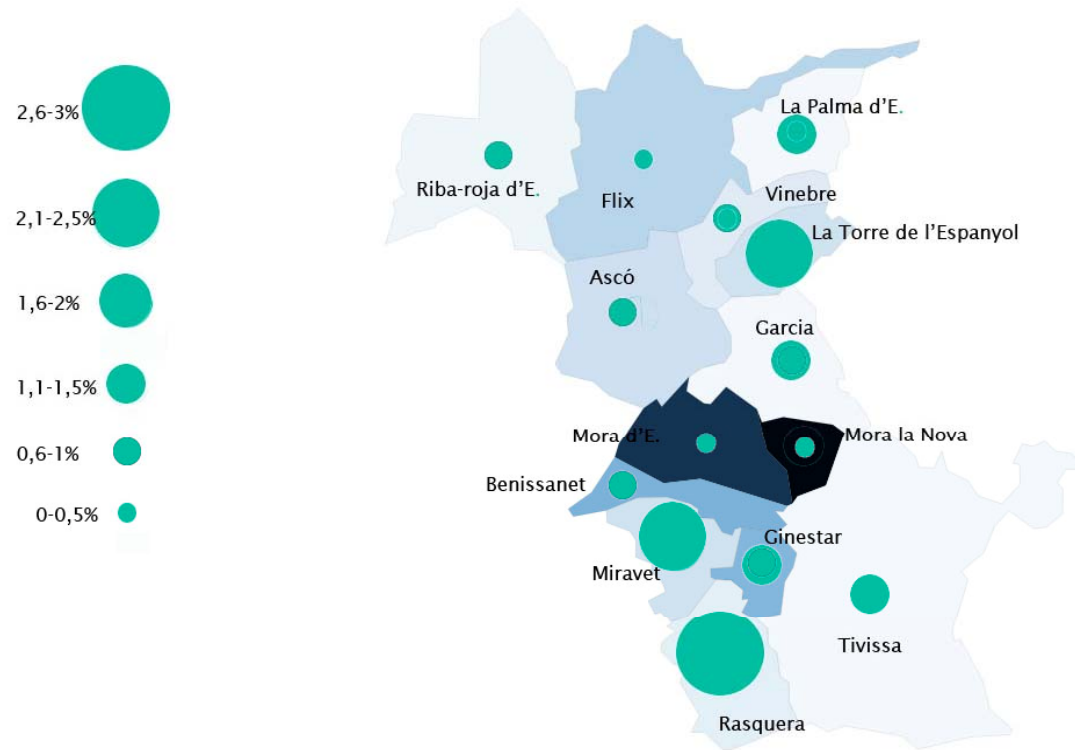 2,6-3%
2,1-2,5%
1,6-2%
1,1-1,5%
0,6-1%
0-0,5%
La Palma d'E.
Riba-roja d'E.
Flix
Vinebre
La Torre de l'Espanyol
Ascó
Garcia
Mora d'E.
Mora la Nova
Benissanet
Ginestar
Miravet
Tivissa
Rasquera